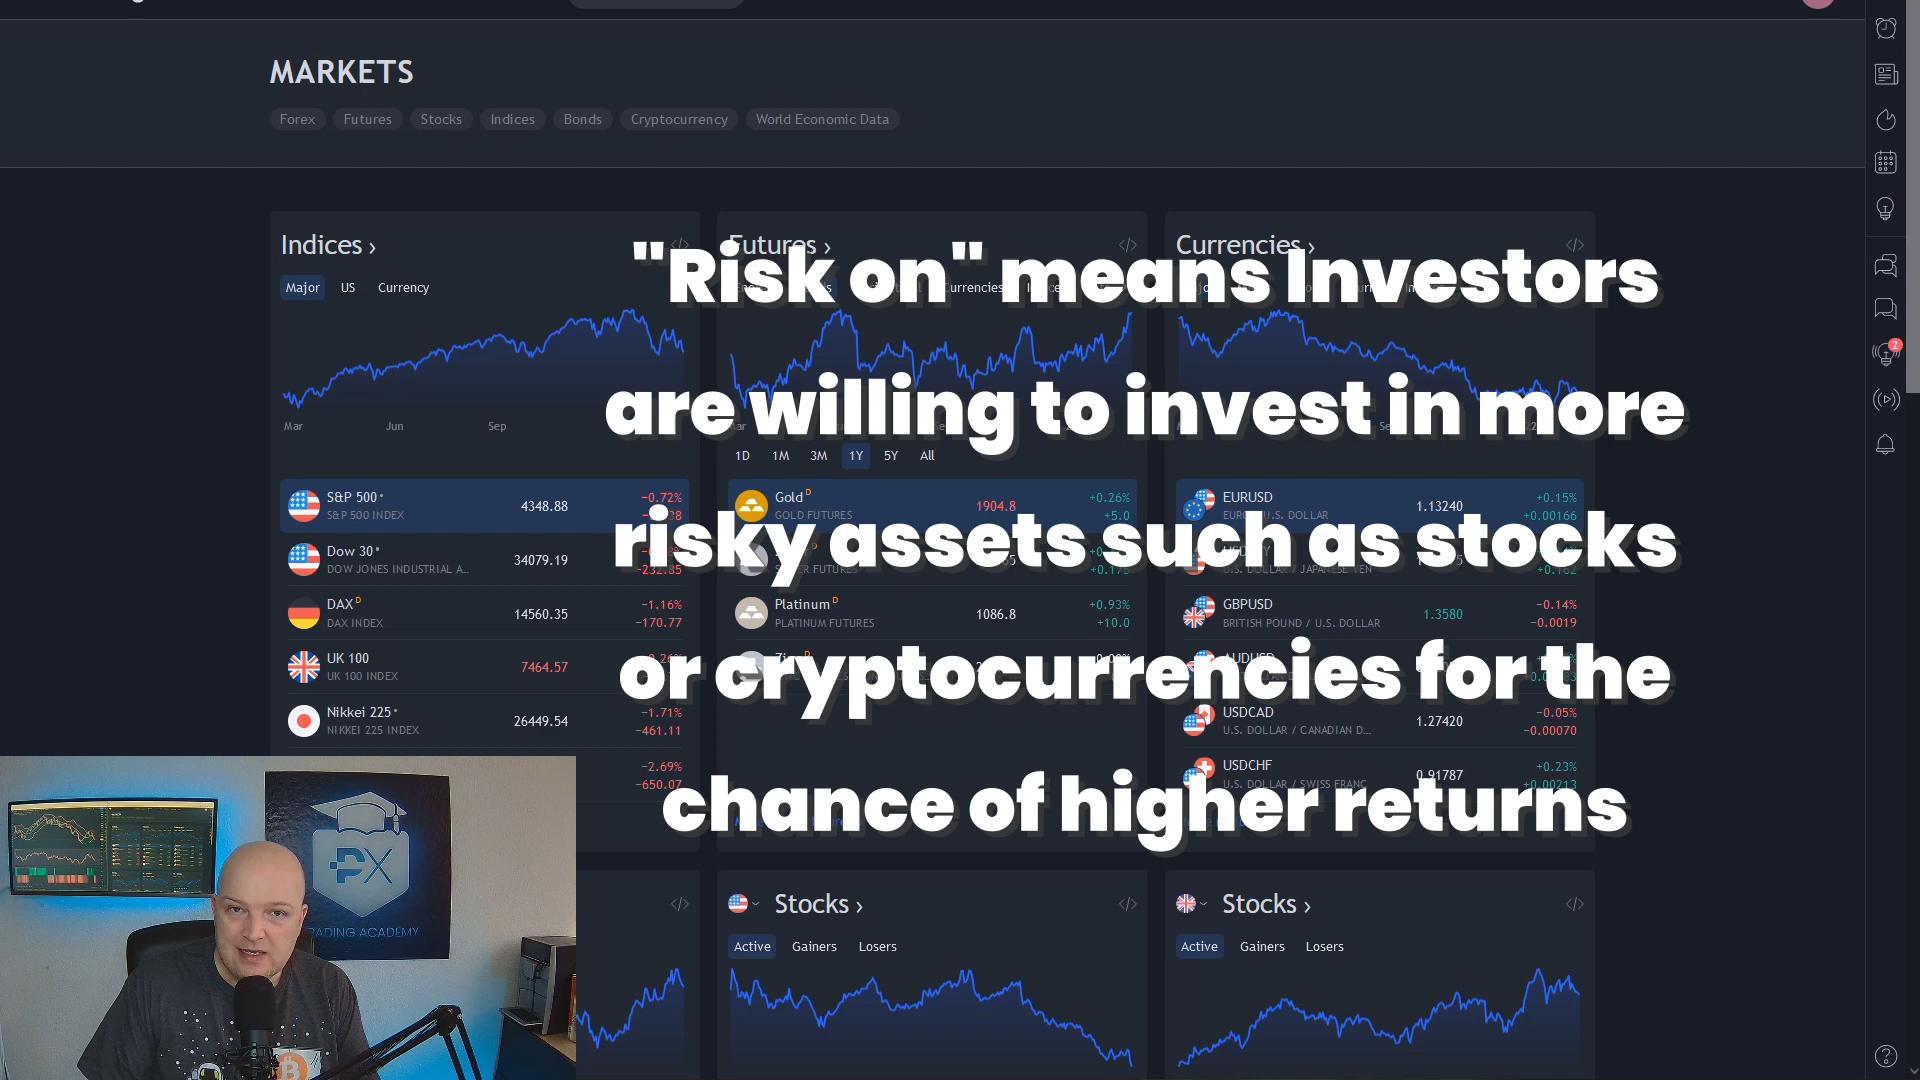 MARKETS
Forex Futures Stocks Indices Bonds Cryptocurrency World Economic Data
"Risk on" means Investors
are willing to invest in more
risky assets such as stocks
or cryptocurrencies for the
chance of higher returns
Indices ›
Major US Currency
Mar Jun Sep
S&P 500 4348.88 −0.72%
S&P 500 INDEX
Dow 30 34079.19
DOW JONES INDUSTRIAL A... −232.85
DAX D 14560.35 −1.16%
DAX INDEX −170.77
UK 100 7464.57
UK 100 INDEX
Nikkei 225 26449.54 −1.71%
NIKKEI 225 INDEX −461.11
−2.69%
−650.07
Futures ›
Currencies
1D 1M 3M 1Y 5Y All
Gold D 1904.8 +0.26%
GOLD FUTURES +5.0
Platinum D 1086.8 +0.93%
PLATINUM FUTURES +10.0
Currencies ›
EURUSD 1.13240 +0.15%
EURO / U.S. DOLLAR +0.00166
U.S. DOLLAR / JAPANESE YEN
GBPUSD 1.3580 −0.14%
BRITISH POUND / U.S. DOLLAR −0.0019
AUDUSD
USDCAD 1.27420 −0.05%
U.S. DOLLAR / CANADIAN D... −0.00070
USDCHF 0.91787 +0.23%
U.S. DOLLAR / SWISS FRANC +0.00213
Stocks ›
Active Gainers Losers
Stocks ›
Active Gainers Losers
2
PX
TRADING ACADEMY